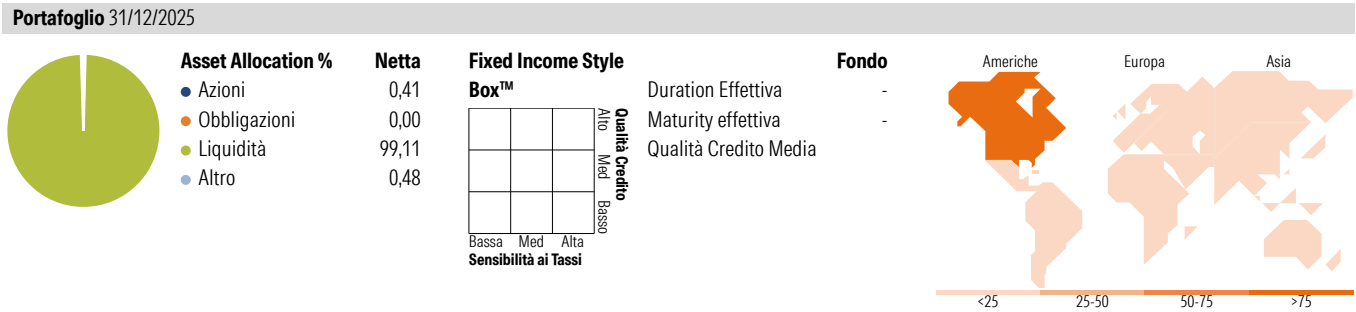 Portafoglio 31/12/2025
Asset Allocation % Netta
Azioni 0,41
Obbligazioni 0,00
Liquidità 99,11
Altro 0,48
Fixed Income Style
Box™
Alto
Med
Basso
Qualità Credito
Bassa Med Alta
Sensibilità ai Tassi
Fondo
Duration Effettiva -
Maturity effettiva -
Qualità Credito Media
Americhe Europa Asia
<25 25-50 50-75 >75